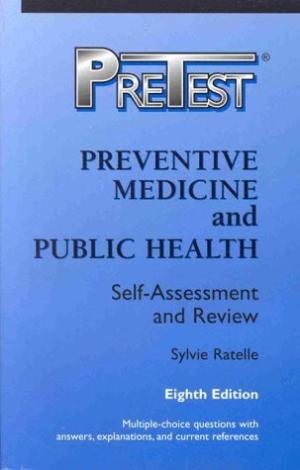 PRETEST®
PREVENTIVE
MEDICINE
and
PUBLIC HEALTH
Self-Assessment
and Review
Sylvie Ratelle
Eighth Edition
Multiple-choice questions with
answers, explanations, and current references